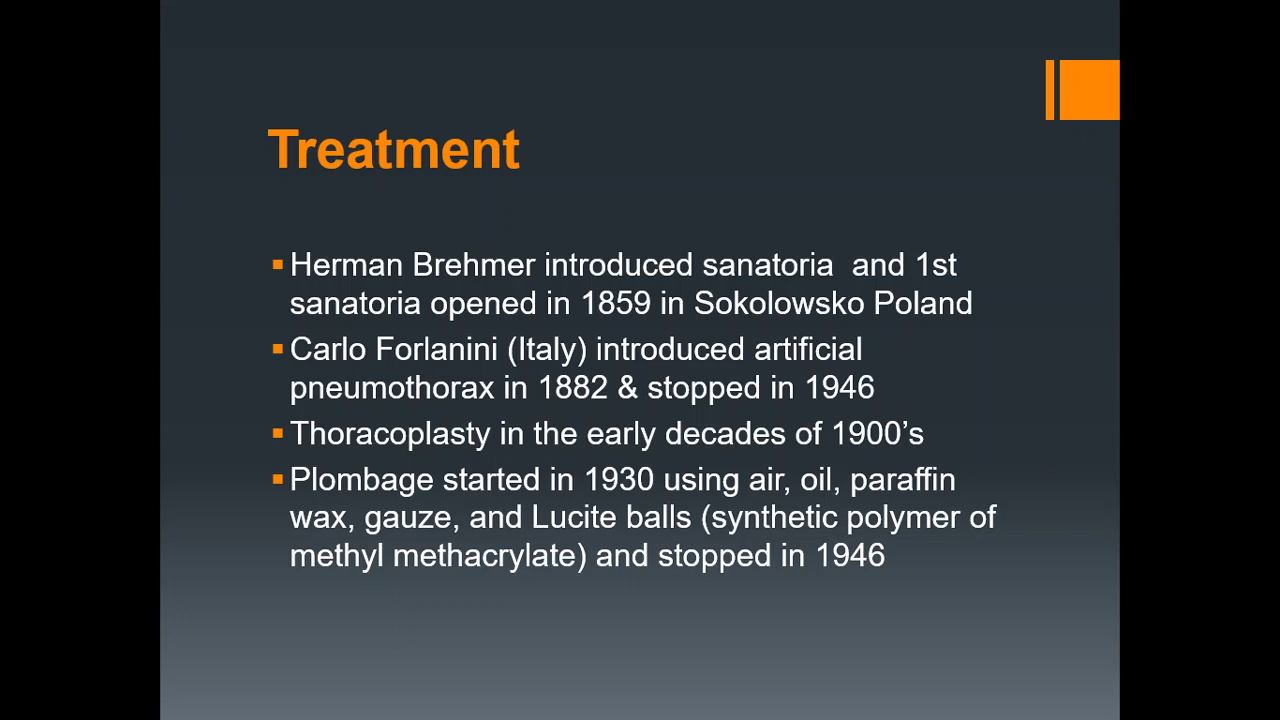 Treatment
▪Herman Brehmer introduced sanatoria  and 1st
sanatoria opened in 1859 in Sokolowsko Poland
▪Carlo Forlanini (Italy) introduced artificial
pneumothorax in 1882 & stopped in 1946
▪Thoracoplasty in the early decades of 1900’s
▪Plombage started in 1930 using air, oil, paraffin
wax, gauze, and Lucite balls (synthetic polymer of
methyl methacrylate) and stopped in 1946